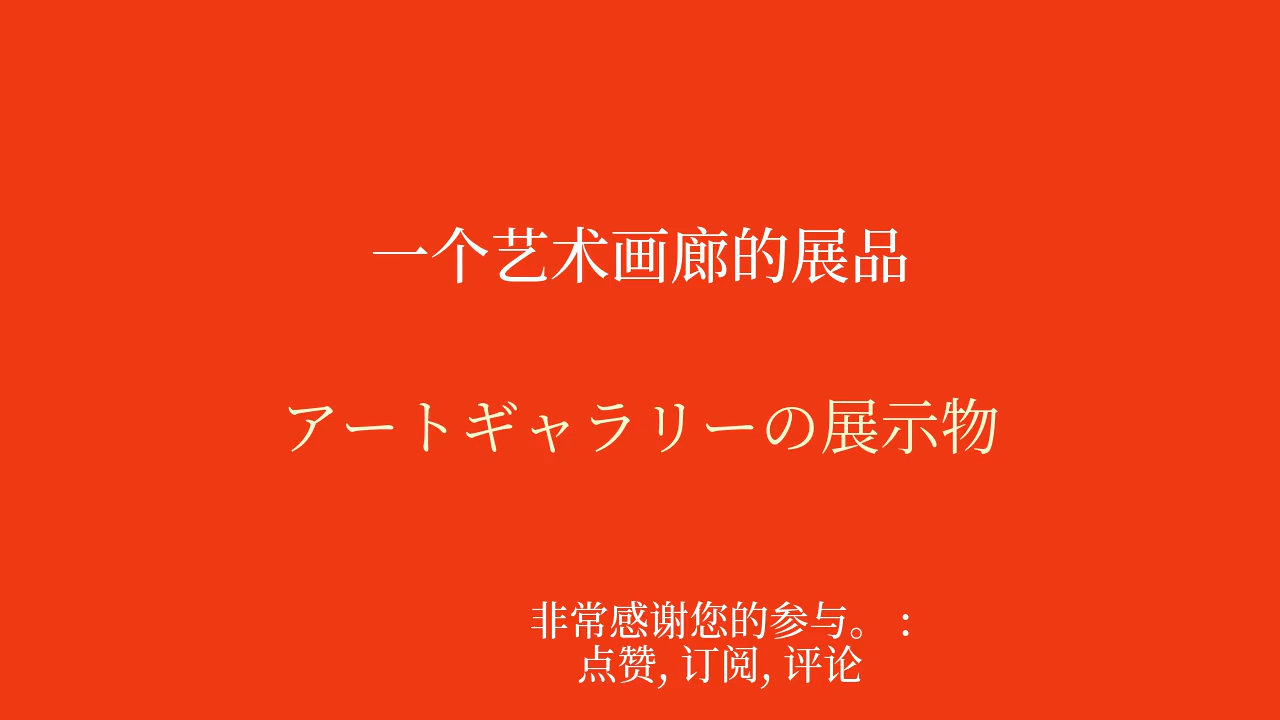 一个艺术画廊的展品
アートギャラリーの展示物
非常感谢您的参与。 :
点赞, 订阅, 评论